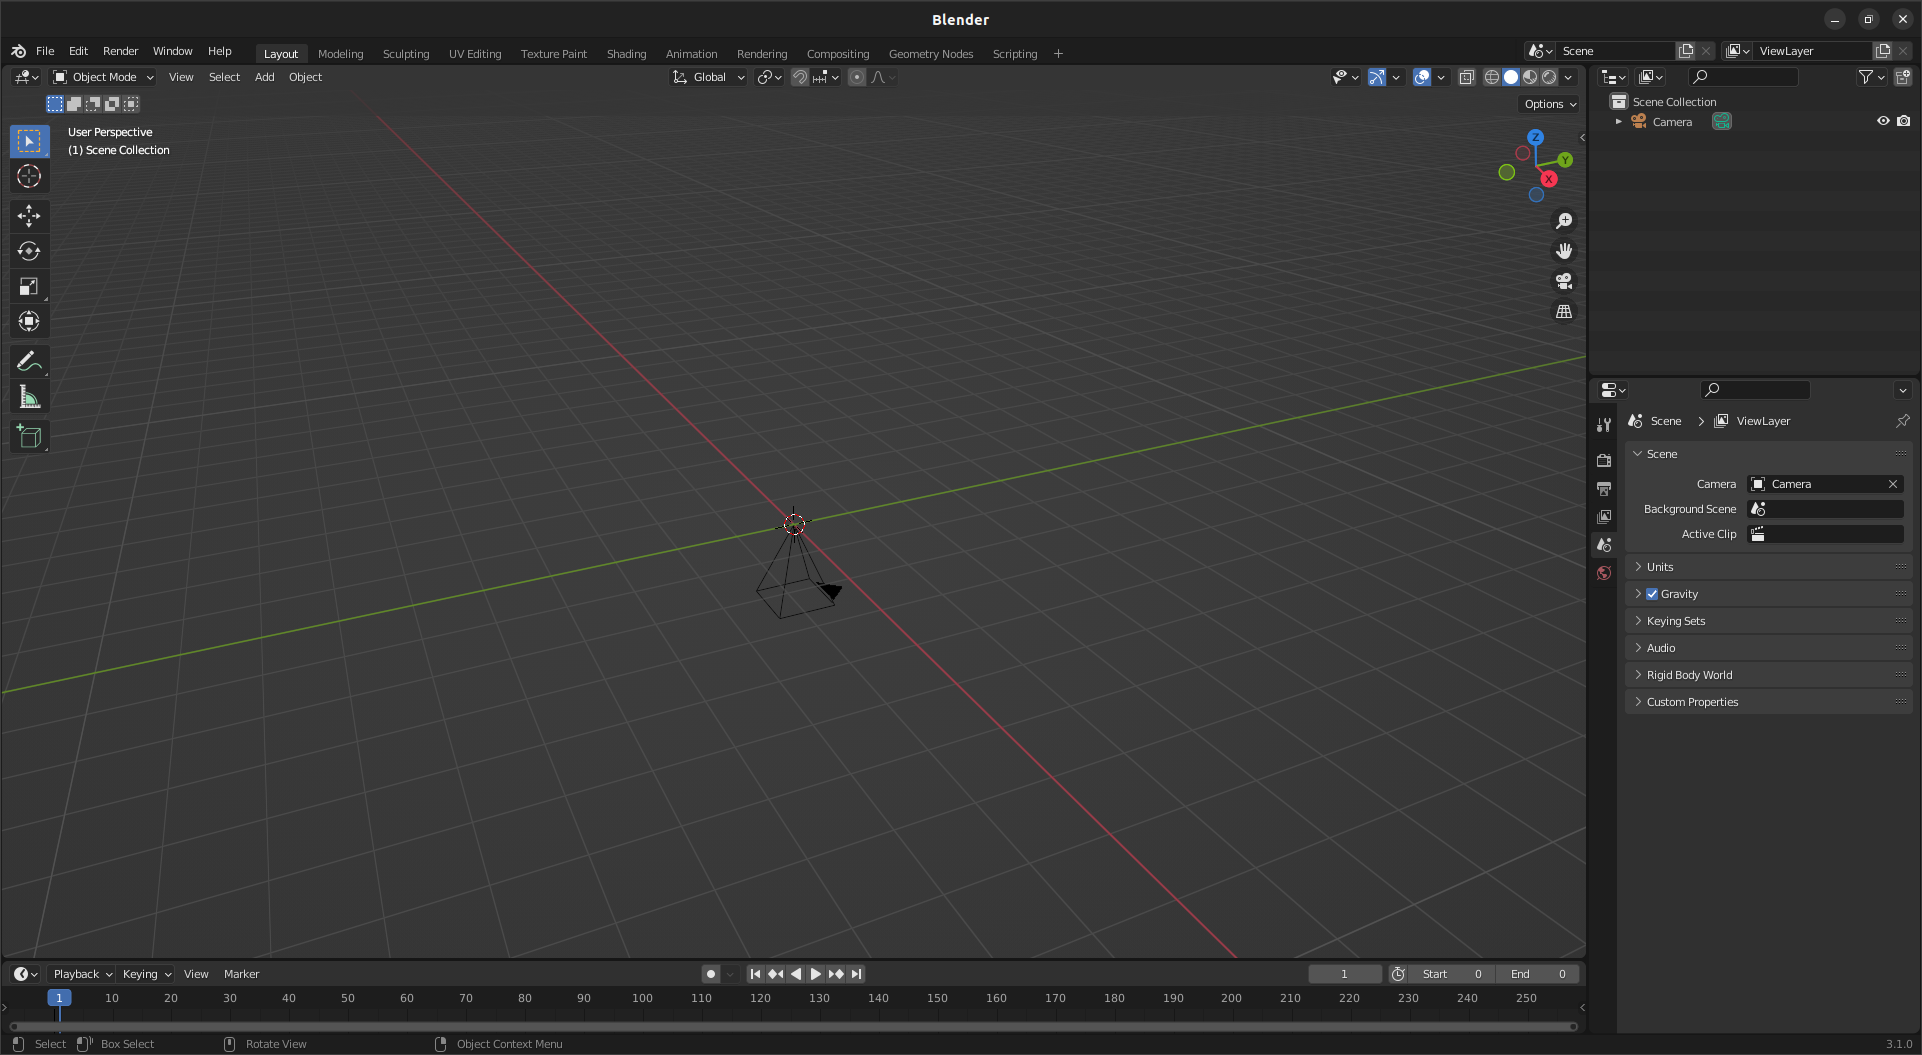 Blender
File Edit Render Window Help Layout Modeling Sculpting UV Editing Texture Paint Shading Animation Rendering Compositing Geometry Nodes Scripting + Scene ViewLayer
Object Mode View Select Add Object Global
Options
User Perspective
(1) Scene Collection
Z
Y
X
Scene Collection
Camera
Scene > ViewLayer
Scene
Camera Camera
Background Scene
Active Clip
Units
Gravity
Keying Sets
Audio
Rigid Body World
Custom Properties
Playback Keying View Marker 1 Start 0 End 0
1 10 20 30 40 50 60 70 80 90 100 110 120 130 140 150 160 170 180 190 200 210 220 230 240 250
Select Box Select Rotate View Object Context Menu 3.1.0